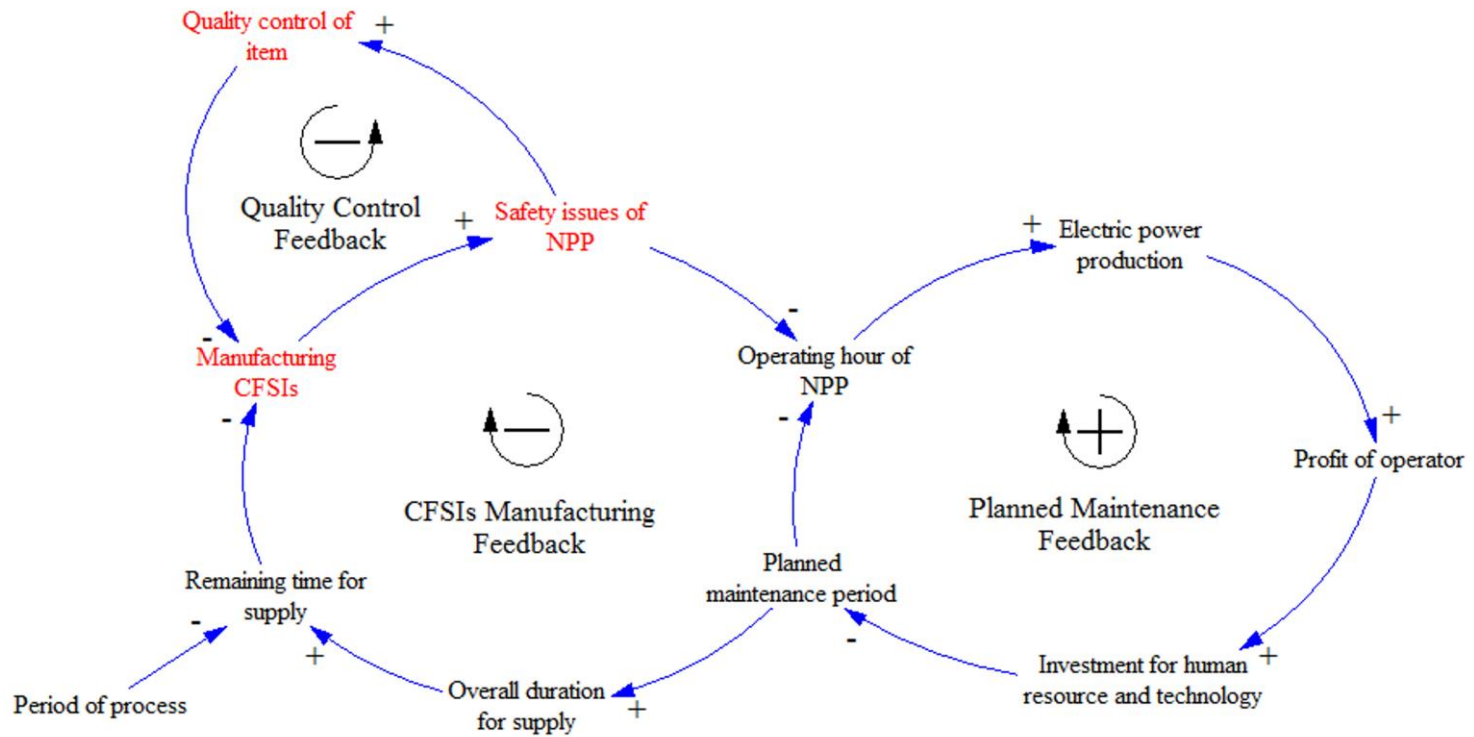 Quality control of
item
+
Quality Control
Feedback
+
Safety issues of
NPP
+
Electric power
production
-
-
Manufacturing
CFSIs
Operating hour of
NPP
-
-
+
Profit of operator
CFSIs Manufacturing
Feedback
Planned Maintenance
Feedback
Remaining time for
supply
Planned
maintenance period
-
+
-
Investment for human
resource and technology
+
Period of process
Overall duration
for supply
+